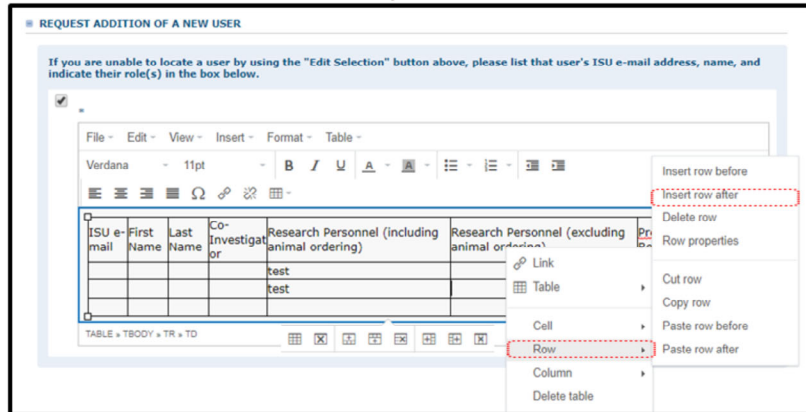 REQUEST ADDITION OF A NEW USER
If you are unable to locate a user by using the "Edit Selection" button above, please list that user's ISU e-mail address, name, and
indicate their role(s) in the box below.
File Edit View Insert Format Table
Verdana 11pt B I U A A
Ω
ISU e-mail First Name Last Name Co-Investigator Research Personnel (including animal ordering) Research Personnel (excluding animal ordering)
test
test
TABLE » TBODY » TR » TD
Link
Table
Cell
Row
Column
Delete table
Insert row before
Insert row after
Delete row
Row properties
Cut row
Copy row
Paste row before
Paste row after